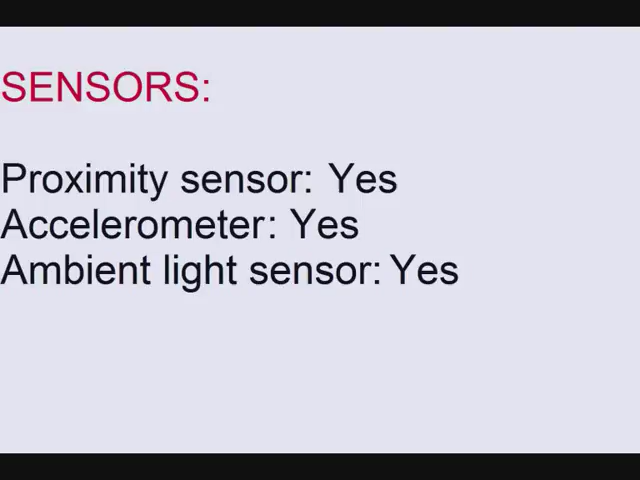 SENSORS:
Proximity sensor: Yes
Accelerometer: Yes
Ambient light sensor: Yes